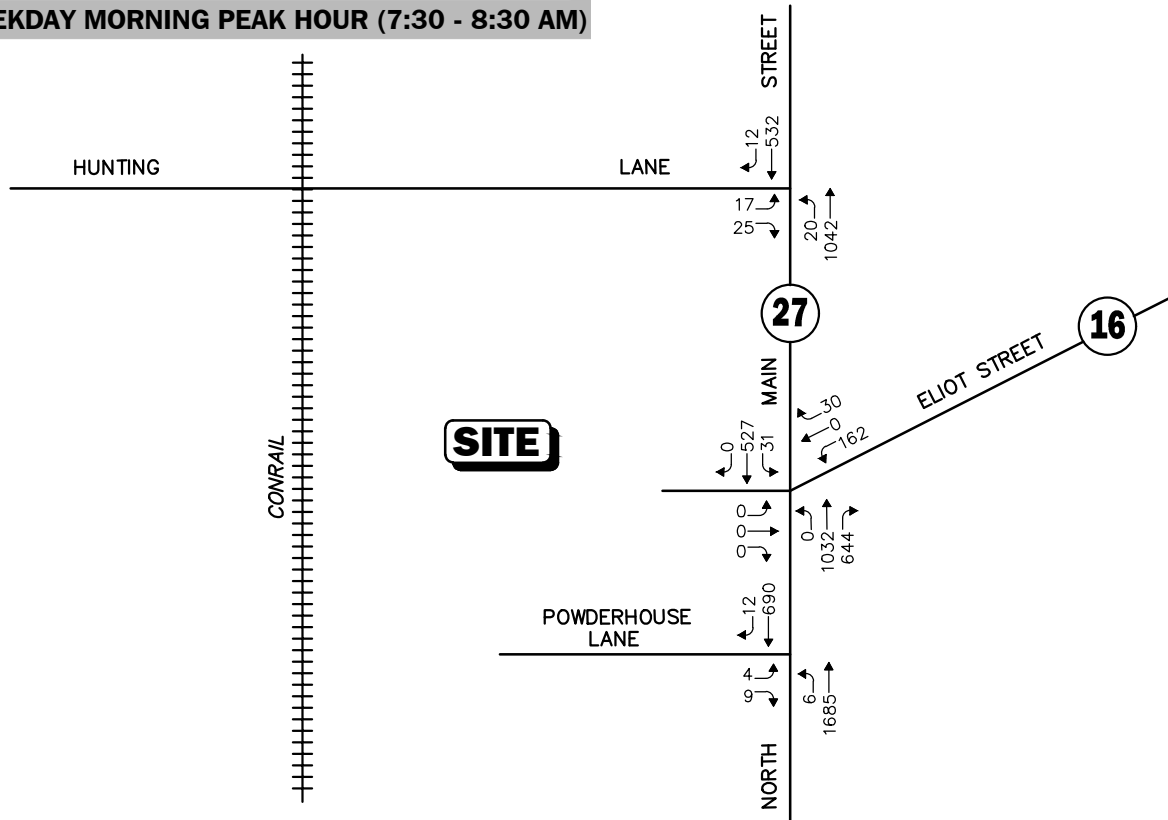 EKDAY MORNING PEAK HOUR (7:30 - 8:30 AM)
STREET
12
532
HUNTING LANE
17
25
20
1042
27
16
ELIOT STREET
MAIN
SITE
CONRAIL
0
527
31
30
0
162
0
0
0
0
1032
644
12
690
POWDERHOUSE
LANE
4
9
6
1685
NORTH